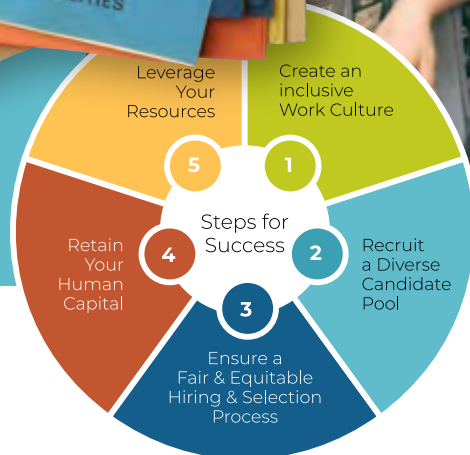 Create an
inclusive
Work Culture
1
Recruit
a Diverse
Candidate
Pool
2
Ensure a
Fair & Equitable
Hiring & Selection
Process
3
Retain
Your
Human
Capital
4
Leverage
Your
Resources
5
Steps for
Success